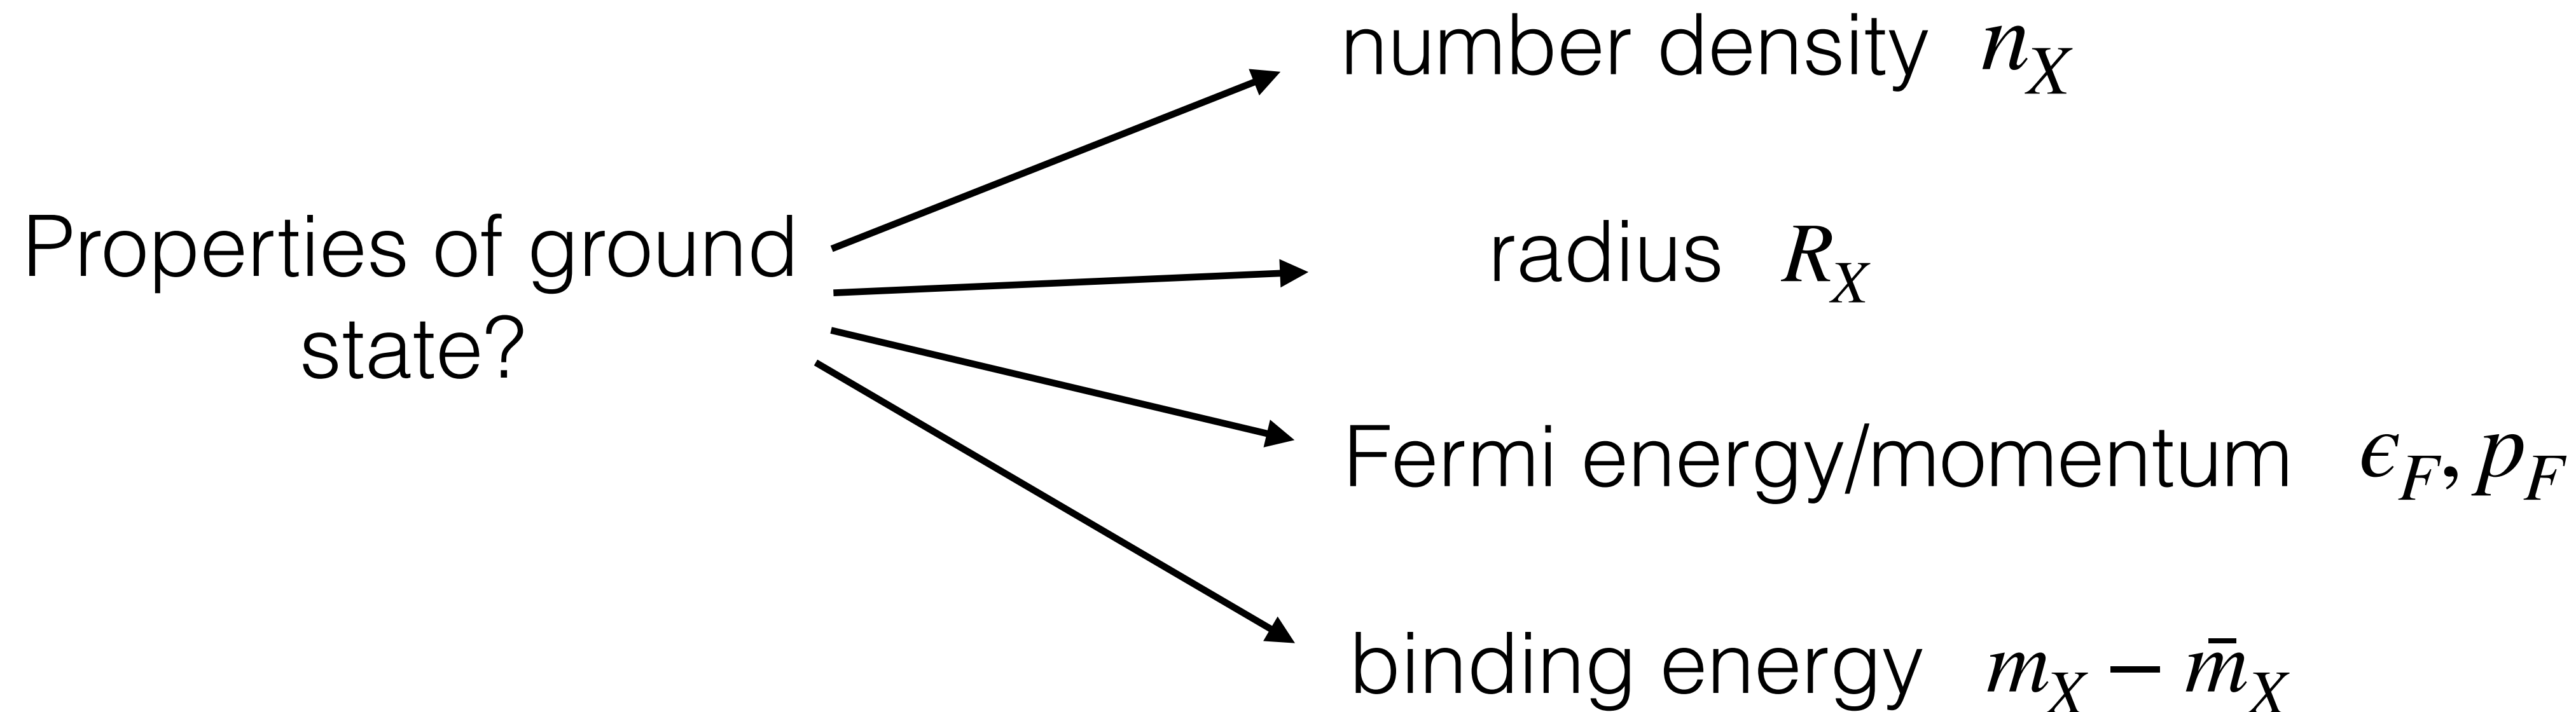 Properties of ground
state?
number density n_X
radius R_X
Fermi energy/momentum ϵ_F, p_F
binding energy m_X − m̄_X